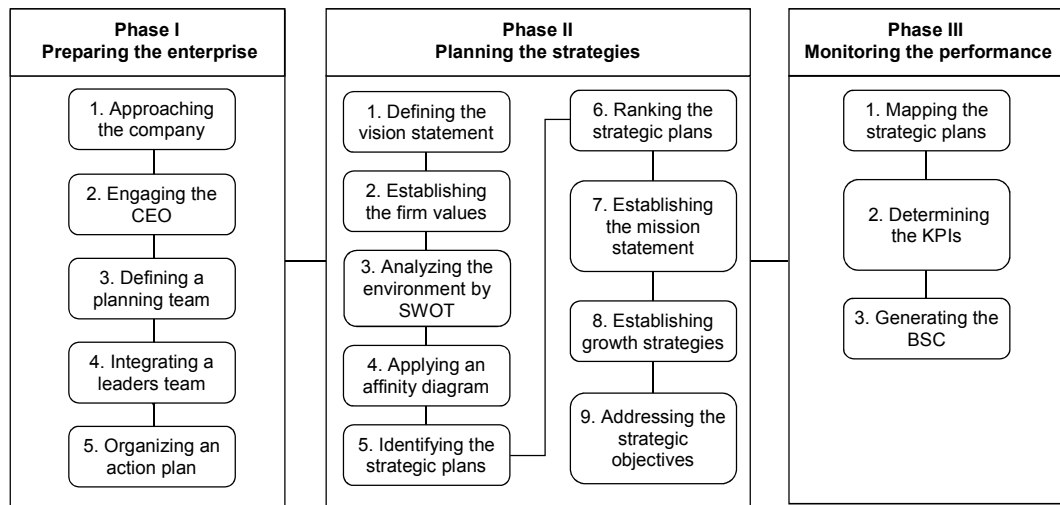 Phase I
Preparing the enterprise
1. Approaching
the company
2. Engaging the
CEO
3. Defining a
planning team
4. Integrating a
leaders team
5. Organizing an
action plan
Phase II
Planning the strategies
1. Defining the
vision statement
2. Establishing
the firm values
3. Analyzing the
environment by
SWOT
4. Applying an
affinity diagram
5. Identifying the
strategic plans
6. Ranking the
strategic plans
7. Establishing
the mission
statement
8. Establishing
growth strategies
9. Addressing the
strategic
objectives
Phase III
Monitoring the performance
1. Mapping the
strategic plans
2. Determining
the KPIs
3. Generating the
BSC